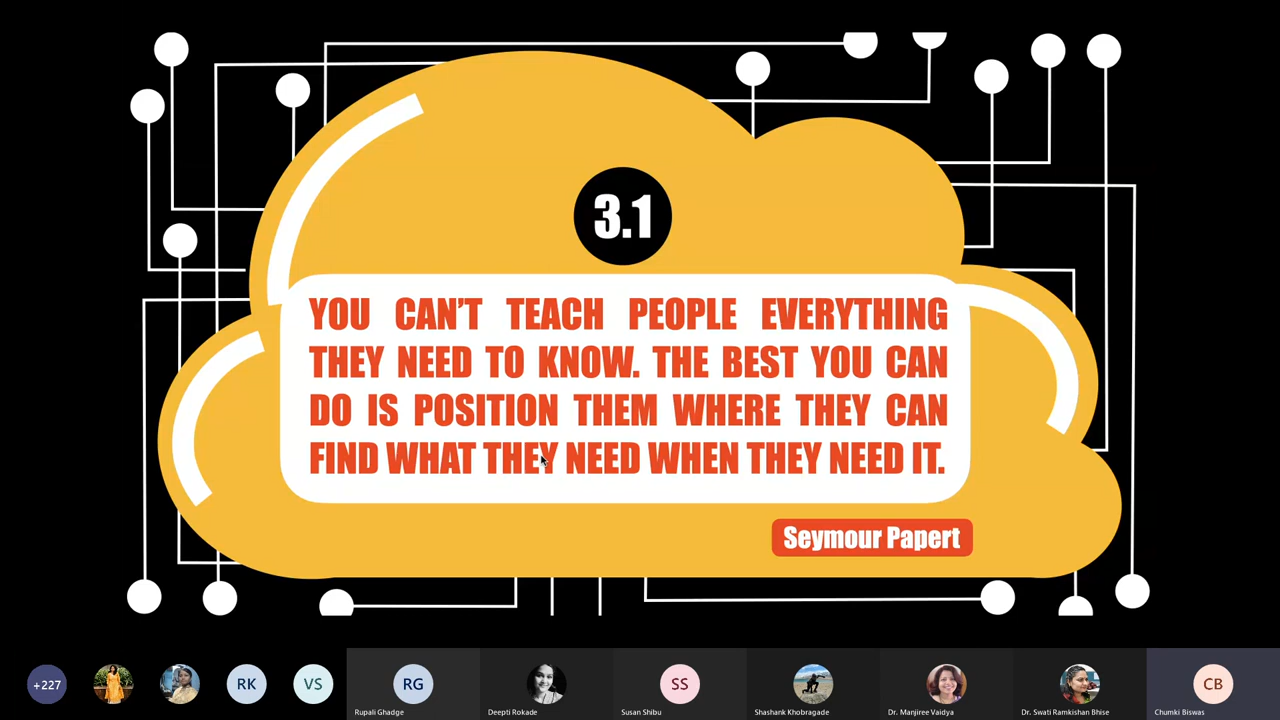 3.1
YOU CAN'T TEACH PEOPLE EVERYTHING
THEY NEED TO KNOW. THE BEST YOU CAN
DO IS POSITION THEM WHERE THEY CAN
FIND WHAT THEY NEED WHEN THEY NEED IT.
Seymour Papert
+227
RK
VS
RG
SS
CB
Rupali Ghadge
Deepti Rokade
Susan Shibu
Shashank Khobragade
Dr. Manjiree Vaidya
Dr. Swati Ramkishan Bhise
Chumki Biswas